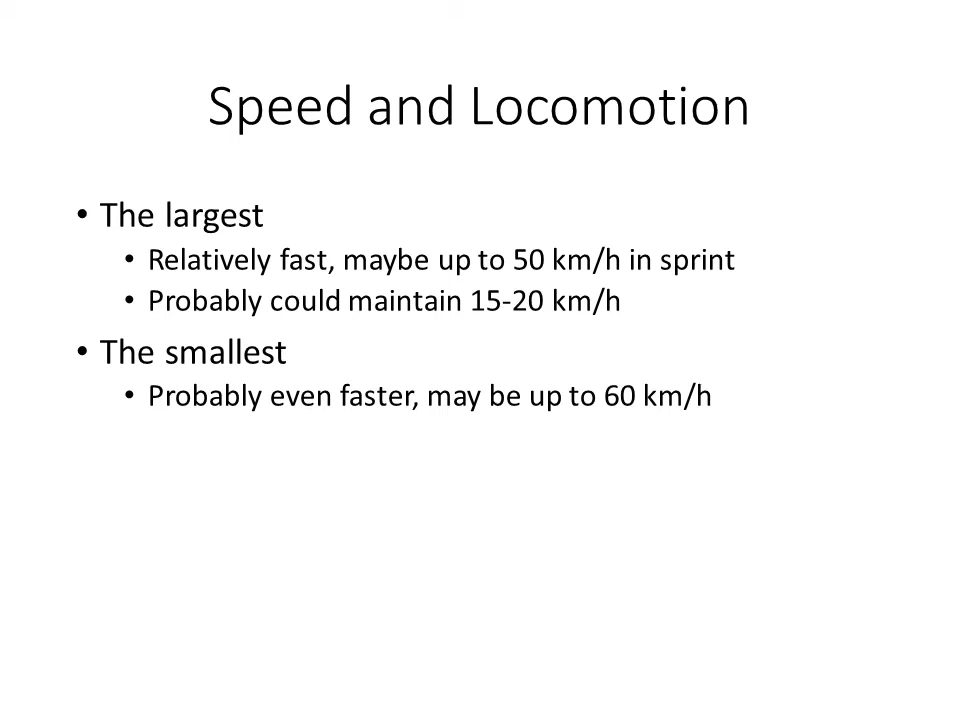 Speed and Locomotion
• The largest
• Relatively fast, maybe up to 50 km/h in sprint
• Probably could maintain 15-20 km/h
• The smallest
• Probably even faster, may be up to 60 km/h